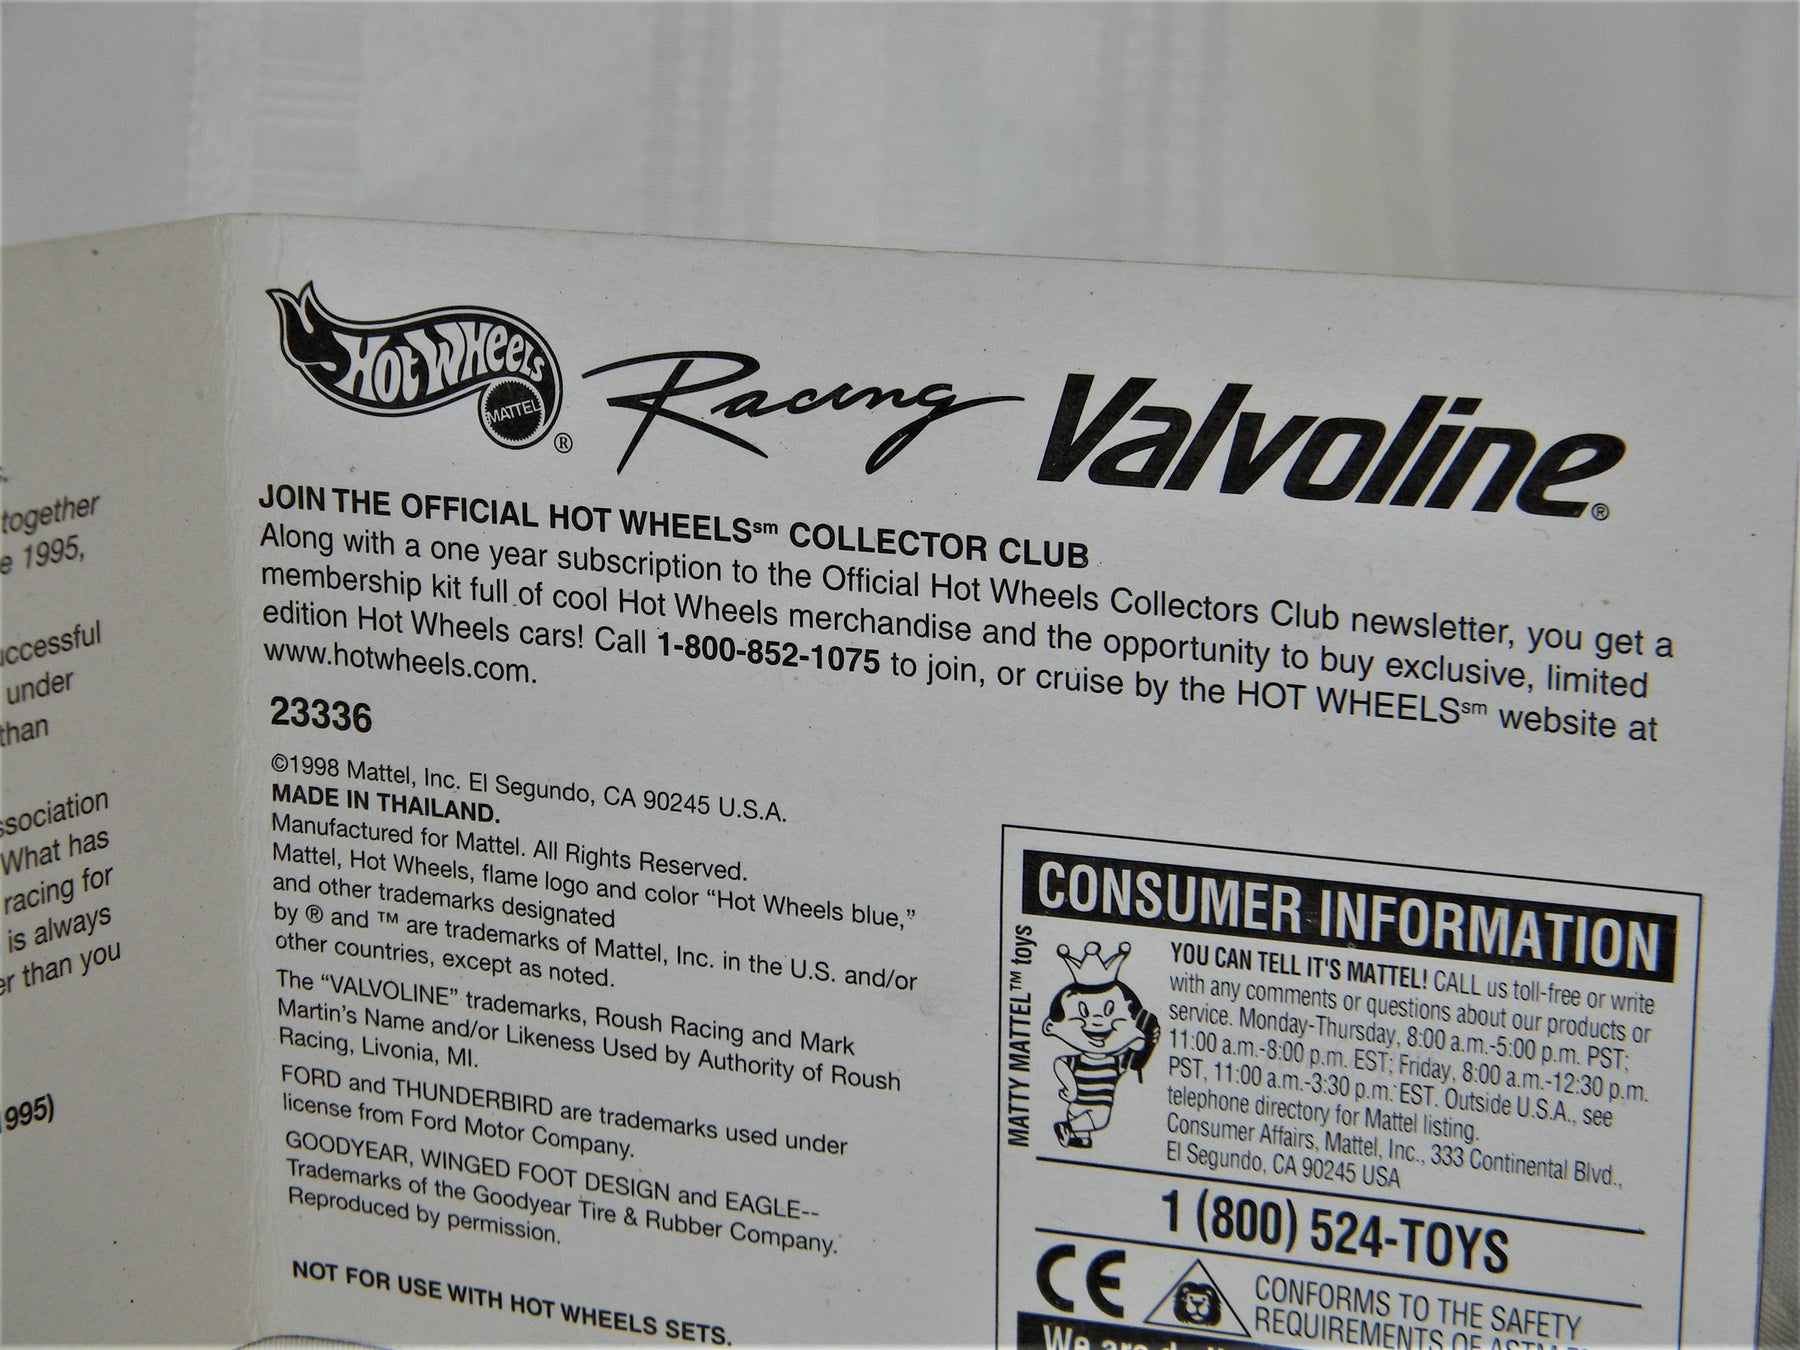 together
1995,
under
than
What has
racing for
is always
than you
Hot Wheels
MATTEL
®
Racing
Valvoline®
JOIN THE OFFICIAL HOT WHEELS℠ COLLECTOR CLUB
Along with a one year subscription to the Official Hot Wheels Collectors Club newsletter, you get a
membership kit full of cool Hot Wheels merchandise and the opportunity to buy exclusive, limited
edition Hot Wheels cars! Call 1-800-852-1075 to join, or cruise by the HOT WHEELS℠ website at
www.hotwheels.com.
23336
©1998 Mattel, Inc. El Segundo, CA 90245 U.S.A.
MADE IN THAILAND.
Manufactured for Mattel. All Rights Reserved.
Mattel, Hot Wheels, flame logo and color “Hot Wheels blue,”
and other trademarks designated
by ® and ™ are trademarks of Mattel, Inc. in the U.S. and/or
other countries, except as noted.
The “VALVOLINE” trademarks, Roush Racing and Mark
Martin’s Name and/or Likeness Used by Authority of Roush
Racing, Livonia, MI.
FORD and THUNDERBIRD are trademarks used under
license from Ford Motor Company.
GOODYEAR, WINGED FOOT DESIGN and EAGLE--
Trademarks of the Goodyear Tire & Rubber Company.
Reproduced by permission.
NOT FOR USE WITH HOT WHEELS SETS.
CONSUMER INFORMATION
MATTY MATTEL™ toys
YOU CAN TELL IT'S MATTEL! CALL us toll-free or write
with any comments or questions about our products or
service. Monday-Thursday, 8:00 a.m.-5:00 p.m. PST;
11:00 a.m.-8:00 p.m. EST; Friday, 8:00 a.m.-12:30 p.m.
PST, 11:00 a.m.-3:30 p.m. EST. Outside U.S.A., see
telephone directory for Mattel listing.
Consumer Affairs, Mattel, Inc., 333 Continental Blvd.,
El Segundo, CA 90245 USA
1 (800) 524-TOYS
CE
CONFORMS TO THE SAFETY
REQUIREMENTS OF
We are